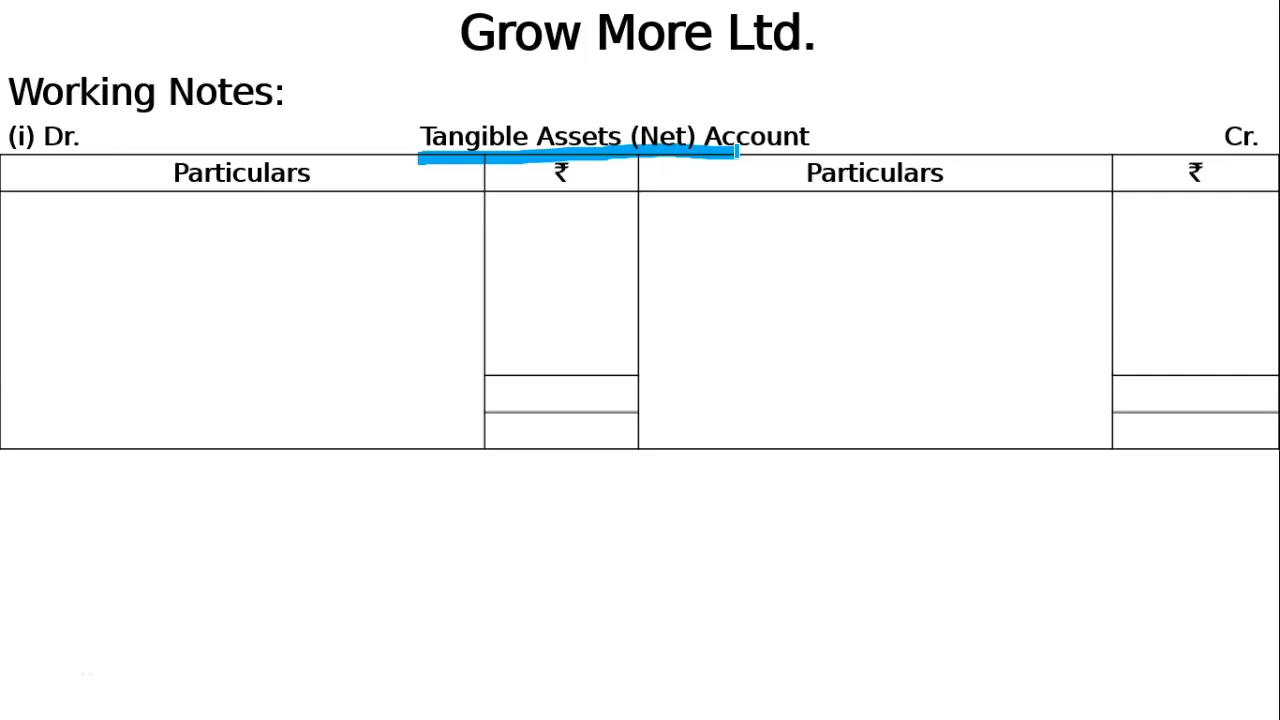 Grow More Ltd.
Working Notes:
(i) Dr. Tangible Assets (Net) Account Cr.
Particulars ₹ Particulars ₹